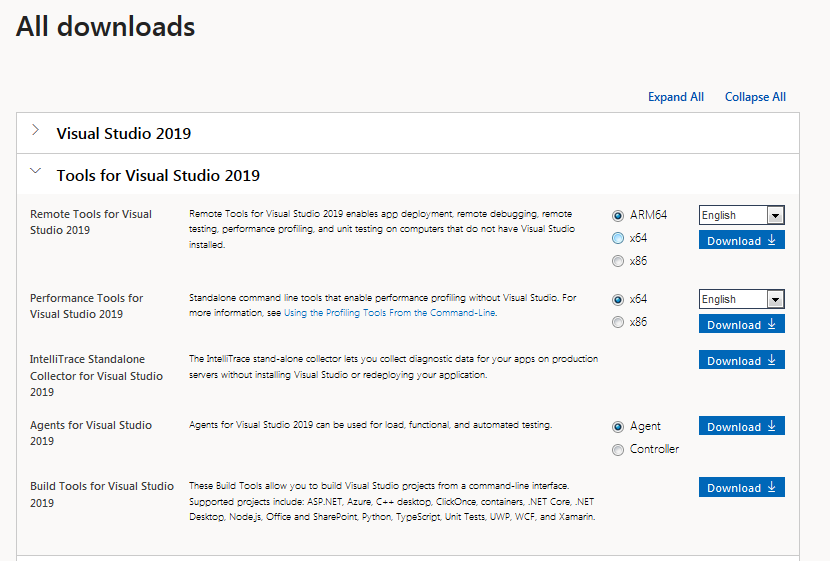 All downloads
Expand All
Collapse All
Visual Studio 2019
Tools for Visual Studio 2019
Remote Tools for Visual
Studio 2019
Remote Tools for Visual Studio 2019 enables app deployment, remote debugging, remote
testing, performance profiling, and unit testing on computers that do not have Visual Studio
installed.
ARM64
x64
x86
English
Download
Performance Tools for
Visual Studio 2019
Standalone command line tools that enable performance profiling without Visual Studio. For
more information, see Using the Profiling Tools From the Command-Line.
x64
x86
English
Download
IntelliTrace Standalone
Collector for Visual Studio
2019
The IntelliTrace stand-alone collector lets you collect diagnostic data for your apps on production
servers without installing Visual Studio or redeploying your application.
Download
Agents for Visual Studio
2019
Agents for Visual Studio 2019 can be used for load, functional, and automated testing.
Agent
Controller
Download
Build Tools for Visual Studio
2019
These Build Tools allow you to build Visual Studio projects from a command-line interface.
Supported projects include: ASP.NET, Azure, C++ desktop, ClickOnce, containers, .NET Core, .NET
Desktop, Node.js, Office and SharePoint, Python, TypeScript, Unit Tests, UWP, WCF, and Xamarin.
Download